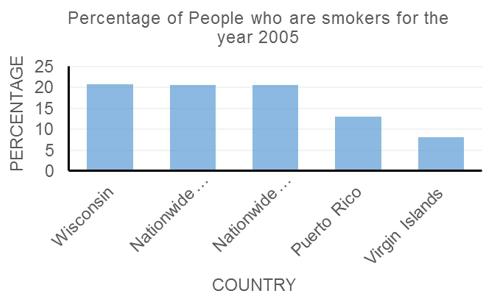 Percentage of People who are smokers for the
year 2005
PERCENTAGE
25
20
15
10
5
0
Wisconsin
Nationwide...
Nationwide...
Puerto Rico
Virgin Islands
COUNTRY